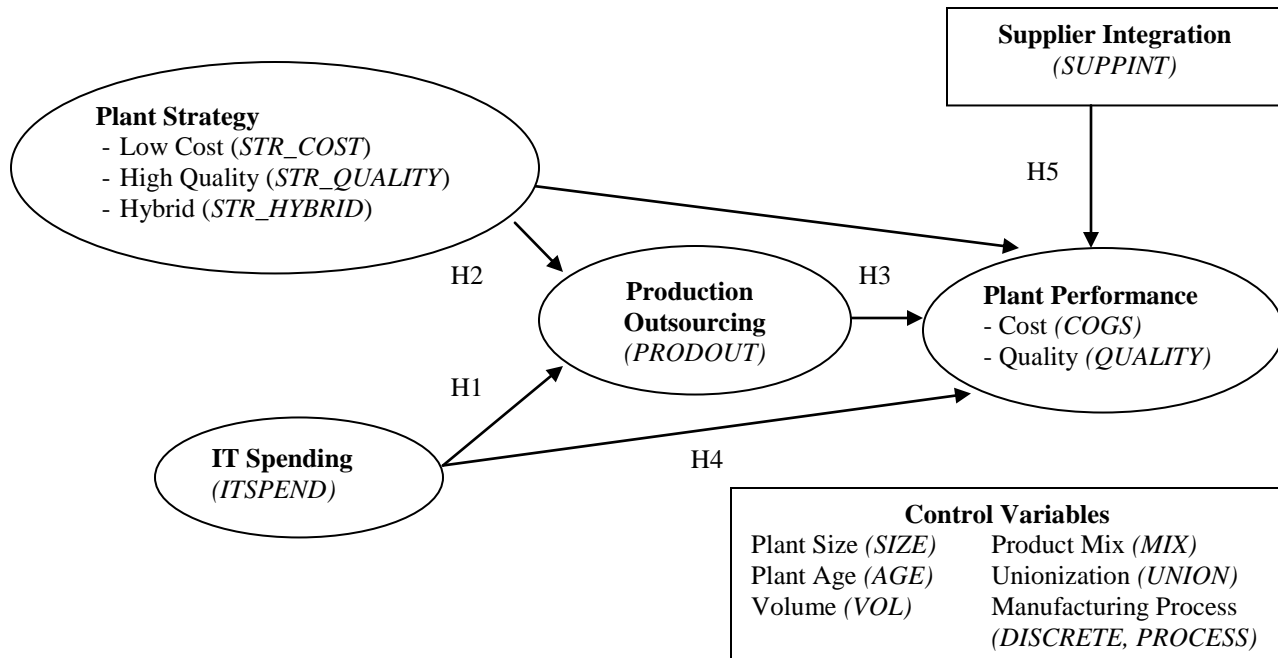 Supplier Integration
(SUPPINT)
Plant Strategy
- Low Cost (STR_COST)
- High Quality (STR_QUALITY)
- Hybrid (STR_HYBRID)
H5
H2
Production
Outsourcing
(PRODOUT)
H3
Plant Performance
- Cost (COGS)
- Quality (QUALITY)
H1
IT Spending
(ITSPEND)
H4
Control Variables
Plant Size (SIZE)
Plant Age (AGE)
Volume (VOL)
Product Mix (MIX)
Unionization (UNION)
Manufacturing Process
(DISCRETE, PROCESS)